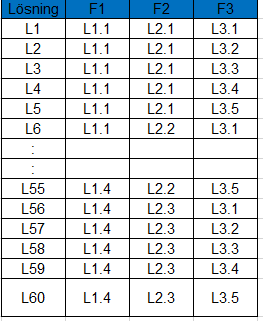 Lösning F1 F2 F3
L1 L1.1 L2.1 L3.1
L2 L1.1 L2.1 L3.2
L3 L1.1 L2.1 L3.3
L4 L1.1 L2.1 L3.4
L5 L1.1 L2.1 L3.5
L6 L1.1 L2.2 L3.1
:
:
L55 L1.4 L2.2 L3.5
L56 L1.4 L2.3 L3.1
L57 L1.4 L2.3 L3.2
L58 L1.4 L2.3 L3.3
L59 L1.4 L2.3 L3.4
L60 L1.4 L2.3 L3.5